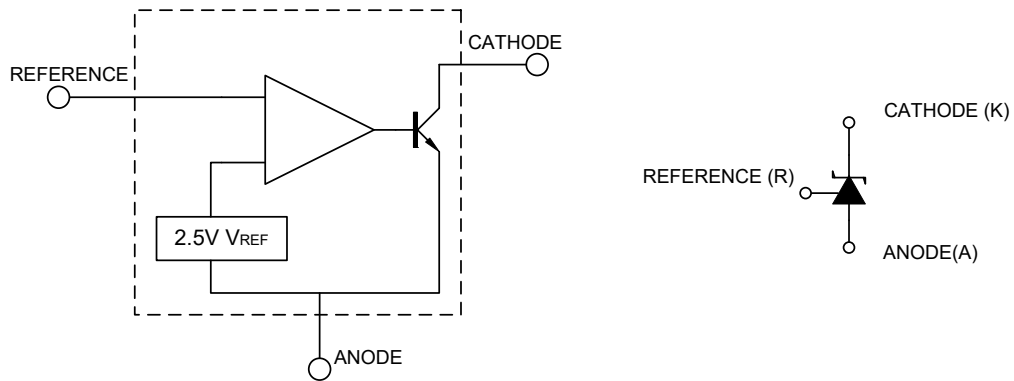 REFERENCE
CATHODE
2.5V VREF
ANODE
CATHODE (K)
REFERENCE (R)
ANODE(A)